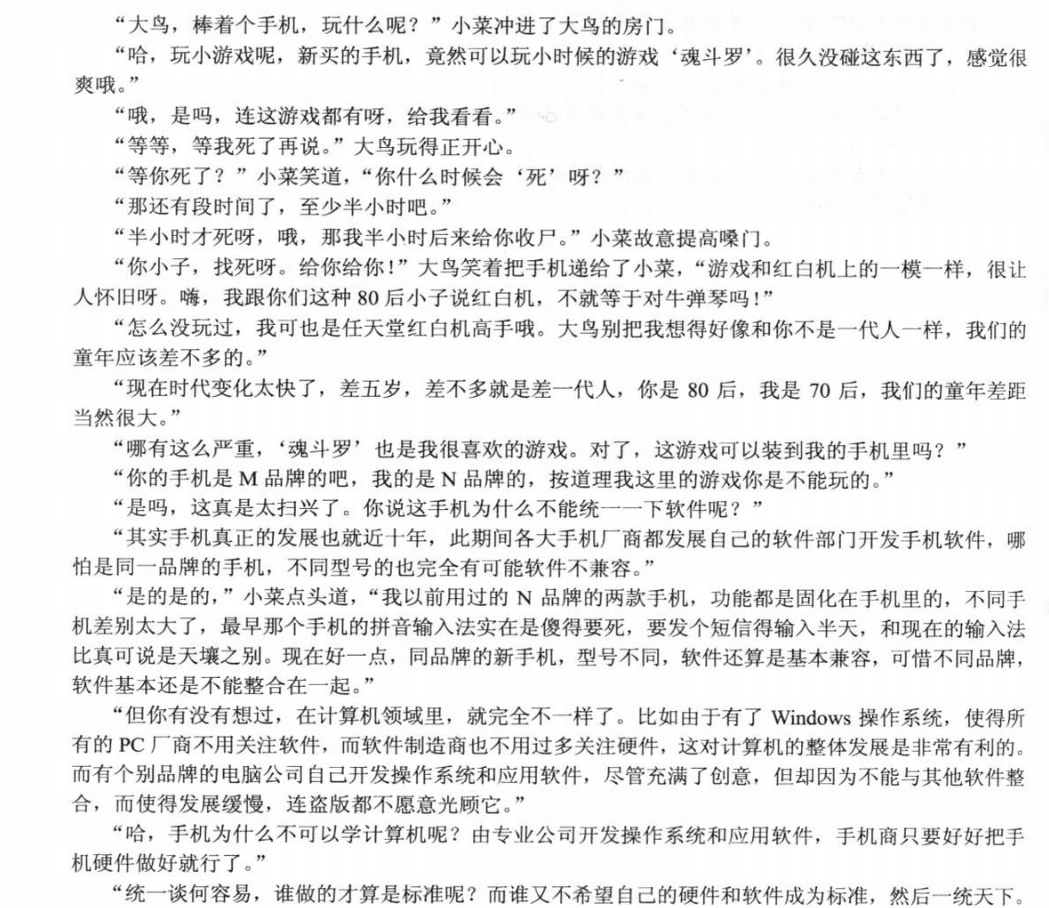 “大鸟，棒着个手机，玩什么呢？”小菜冲进了大鸟的房门。
“哈，玩小游戏呢，新买的手机，竟然可以玩小时候的游戏‘魂斗罗’。很久没碰这东西了，感觉很
爽哦。”
“哦，是吗，连这游戏都有呀，给我看看。”
“等等，等我死了再说。”大鸟玩得正开心。
“等你死了？”小菜笑道，“你什么时候会‘死’呀？”
“那还有段时间了，至少半小时吧。”
“半小时才死呀，哦，那我半小时后来给你收尸。”小菜故意提高嗓门。
“你小子，找死呀。给你给你！”大鸟笑着把手机递给了小菜，“游戏和红白机上的一模一样，很让
人怀旧呀。嗨，我跟你们这种 80 后小子说红白机，不就等于对牛弹琴吗！”
“怎么没玩过，我可也是任天堂红白机高手哦。大鸟别把我想得好像和你不是一代人一样，我们的
童年应该差不多的。”
“现在时代变化太快了，差五岁，差不多就是差一代人，你是 80 后，我是 70 后，我们的童年差距
当然很大。”
“哪有这么严重，‘魂斗罗’也是我很喜欢的游戏。对了，这游戏可以装到我的手机里吗？”
“你的手机是 M 品牌的吧，我的是 N 品牌的，按道理我这里的游戏你是不能玩的。”
“是吗，这真是太扫兴了。你说这手机为什么不能统一一下软件呢？”
“其实手机真正的发展也就近十年，此期间各大手机厂商都发展自己的软件部门开发手机软件，哪
怕是同一品牌的手机，不同型号的也完全有可能软件不兼容。”
“是的是的，”小菜点头道，“我以前用过的 N 品牌的两款手机，功能都是固化在手机里的，不同手
机差别太大了，最早那个手机的拼音输入法实在是傻得要死，要发个短信得输入半天，和现在的输入法
比真可说是天壤之别。现在好一点，同品牌的新手机，型号不同，软件还算是基本兼容，可惜不同品牌，
软件基本还是不能整合在一起。”
“但你有没有想过，在计算机领域里，就完全不一样了。比如由于有了 Windows 操作系统，使得所
有的 PC 厂商不用关注软件，而软件制造商也不用过多关注硬件，这对计算机的整体发展是非常有利的。
而有个别品牌的电脑公司自己开发操作系统和应用软件，尽管充满了创意，但却因为不能与其他软件整
合，而使得发展缓慢，连盗版都不愿意光顾它。”
“哈，手机为什么不可以学计算机呢？由专业公司开发操作系统和应用软件，手机商只要好好把手
机硬件做好就行了。”
“统一谈何容易，谁做的才算是标准呢？而谁又不希望自己的硬件和软件成为标准，然后一统天下。